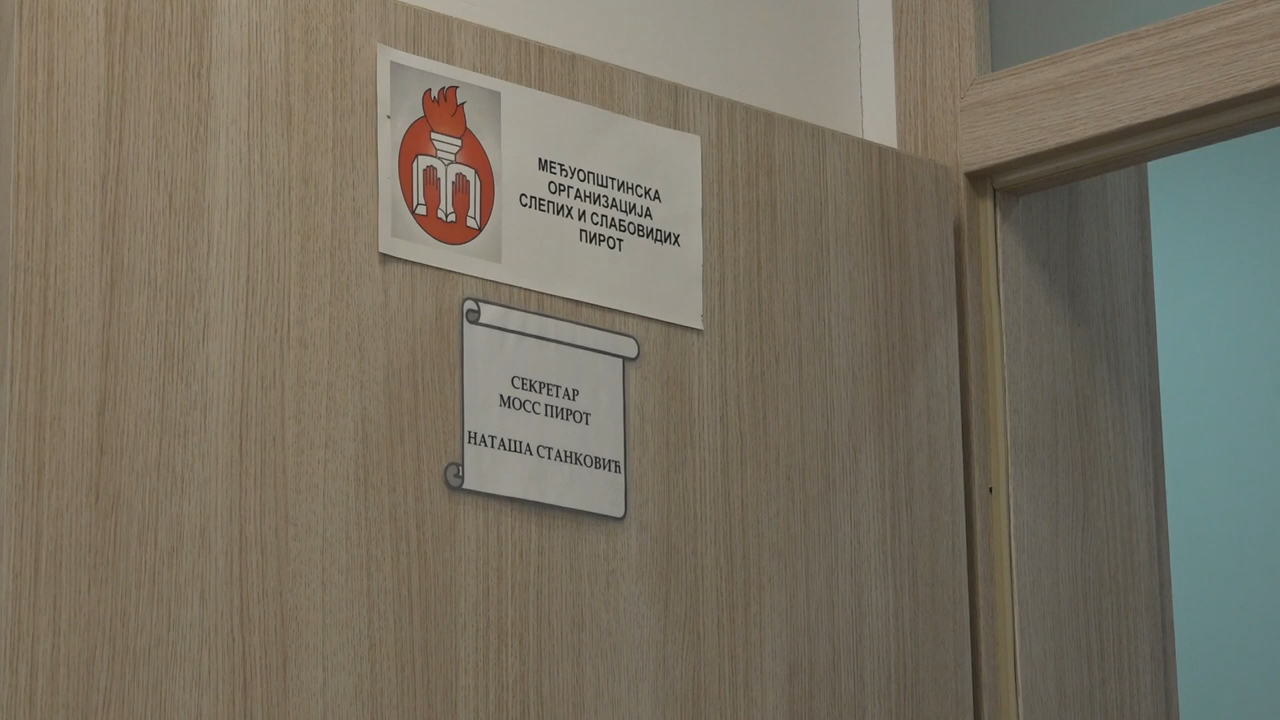 МЕЂУОПШТИНСКА
ОРГАНИЗАЦИЈА
СЛЕПИХ И СЛАБОВИДИХ
ПИРОТ
СЕКРЕТАР
МОСС ПИРОТ
НАТАША СТАНКОВИЋ